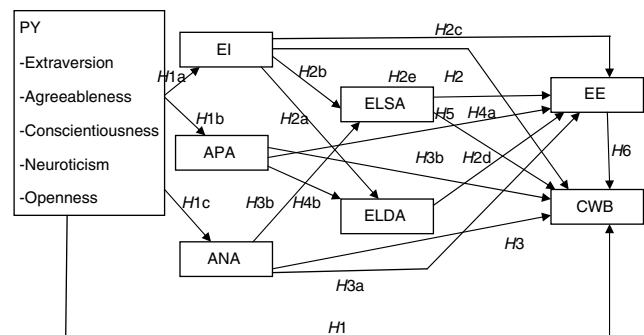 PY
-Extraversion
-Agreeableness
-Conscientiousness
-Neuroticism
-Openness
EI
APA
ANA
ELSA
ELDA
EE
CWB
H1a
H1b
H1c
H2c
H2b
H2e
H2
H2a
H5
H4a
H6
H3b
H2d
H3b
H4b
H3
H3a
H1